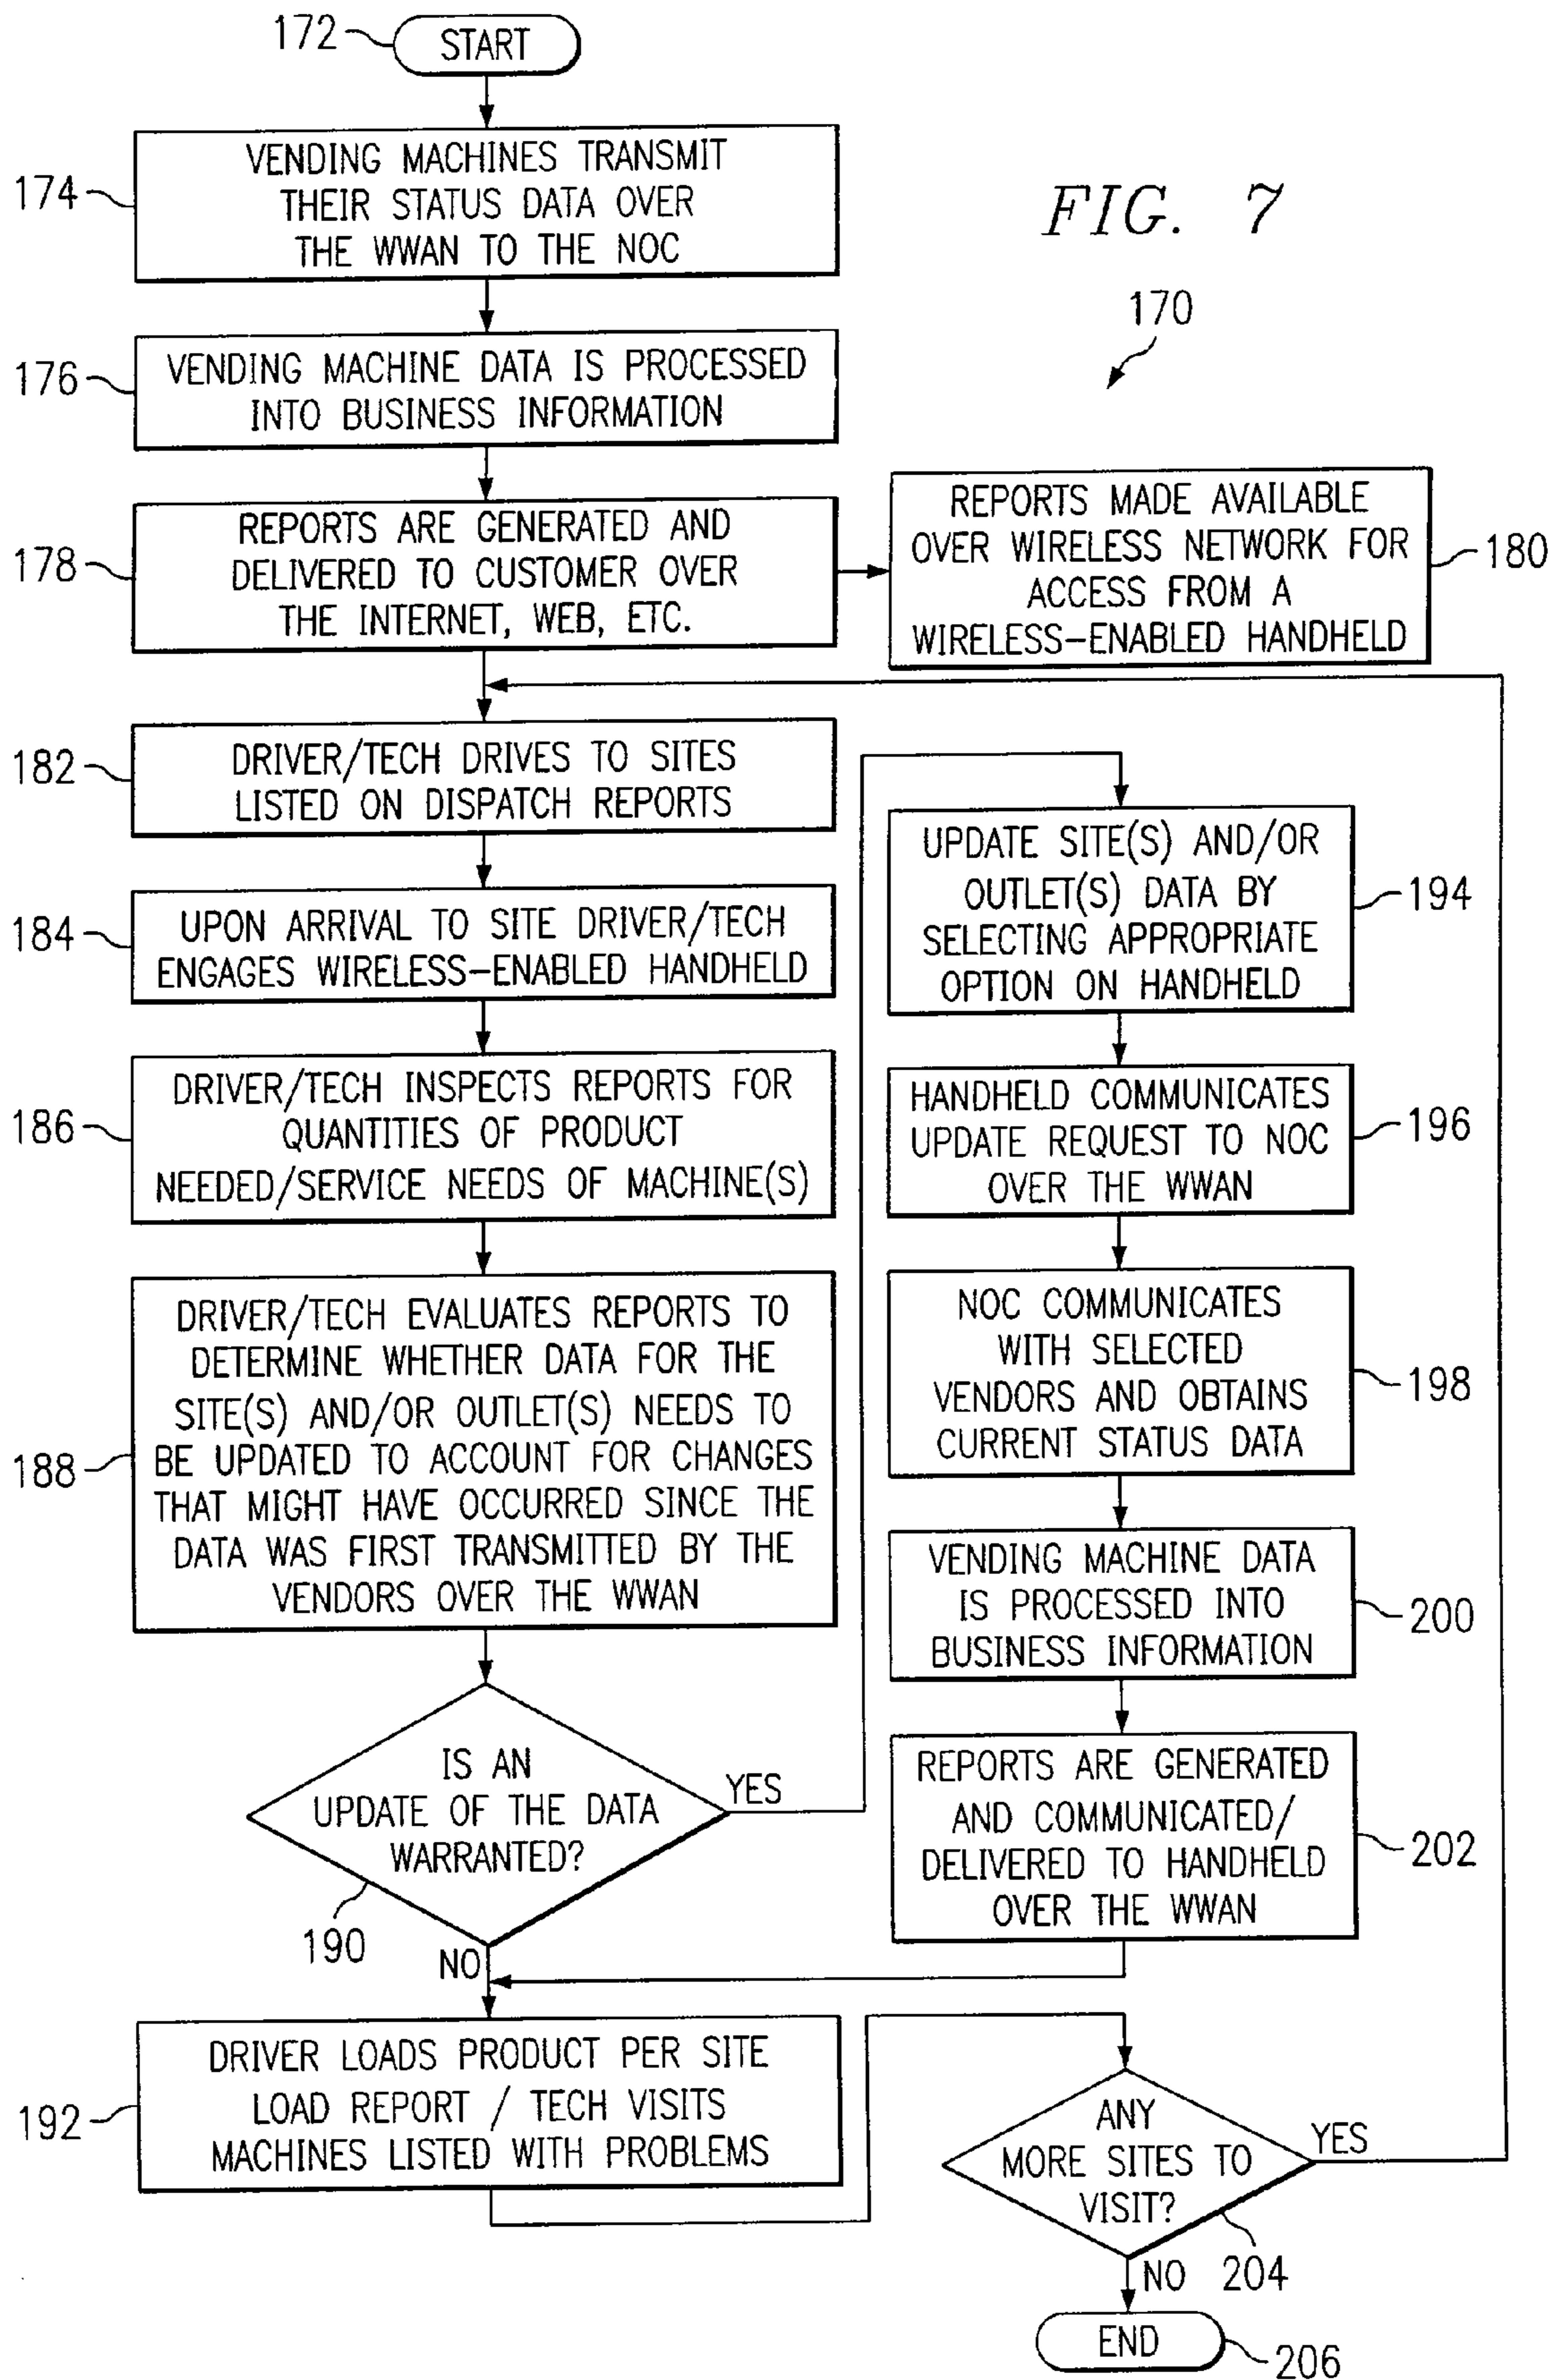 172
START
174
VENDING MACHINES TRANSMIT
THEIR STATUS DATA OVER
THE WWAN TO THE NOC
FIG. 7
170
176
VENDING MACHINE DATA IS PROCESSED
INTO BUSINESS INFORMATION
178
REPORTS ARE GENERATED AND
DELIVERED TO CUSTOMER OVER
THE INTERNET, WEB, ETC.
REPORTS MADE AVAILABLE
OVER WIRELESS NETWORK FOR
ACCESS FROM A
WIRELESS-ENABLED HANDHELD
180
182
DRIVER/TECH DRIVES TO SITES
LISTED ON DISPATCH REPORTS
184
UPON ARRIVAL TO SITE DRIVER/TECH
ENGAGES WIRELESS-ENABLED HANDHELD
186
DRIVER/TECH INSPECTS REPORTS FOR
QUANTITIES OF PRODUCT
NEEDED/SERVICE NEEDS OF MACHINE(S)
188
DRIVER/TECH EVALUATES REPORTS TO
DETERMINE WHETHER DATA FOR THE
SITE(S) AND/OR OUTLET(S) NEEDS TO
BE UPDATED TO ACCOUNT FOR CHANGES
THAT MIGHT HAVE OCCURRED SINCE THE
DATA WAS FIRST TRANSMITTED BY THE
VENDORS OVER THE WWAN
IS AN
UPDATE OF THE DATA
WARRANTED?
YES
190
NO
UPDATE SITE(S) AND/OR
OUTLET(S) DATA BY
SELECTING APPROPRIATE
OPTION ON HANDHELD
194
HANDHELD COMMUNICATES
UPDATE REQUEST TO NOC
OVER THE WWAN
196
NOC COMMUNICATES
WITH SELECTED
VENDORS AND OBTAINS
CURRENT STATUS DATA
198
VENDING MACHINE DATA
IS PROCESSED INTO
BUSINESS INFORMATION
200
REPORTS ARE GENERATED
AND COMMUNICATED/
DELIVERED TO HANDHELD
OVER THE WWAN
202
192
DRIVER LOADS PRODUCT PER SITE
LOAD REPORT / TECH VISITS
MACHINES LISTED WITH PROBLEMS
ANY
MORE SITES TO
VISIT?
YES
204
NO
END
206